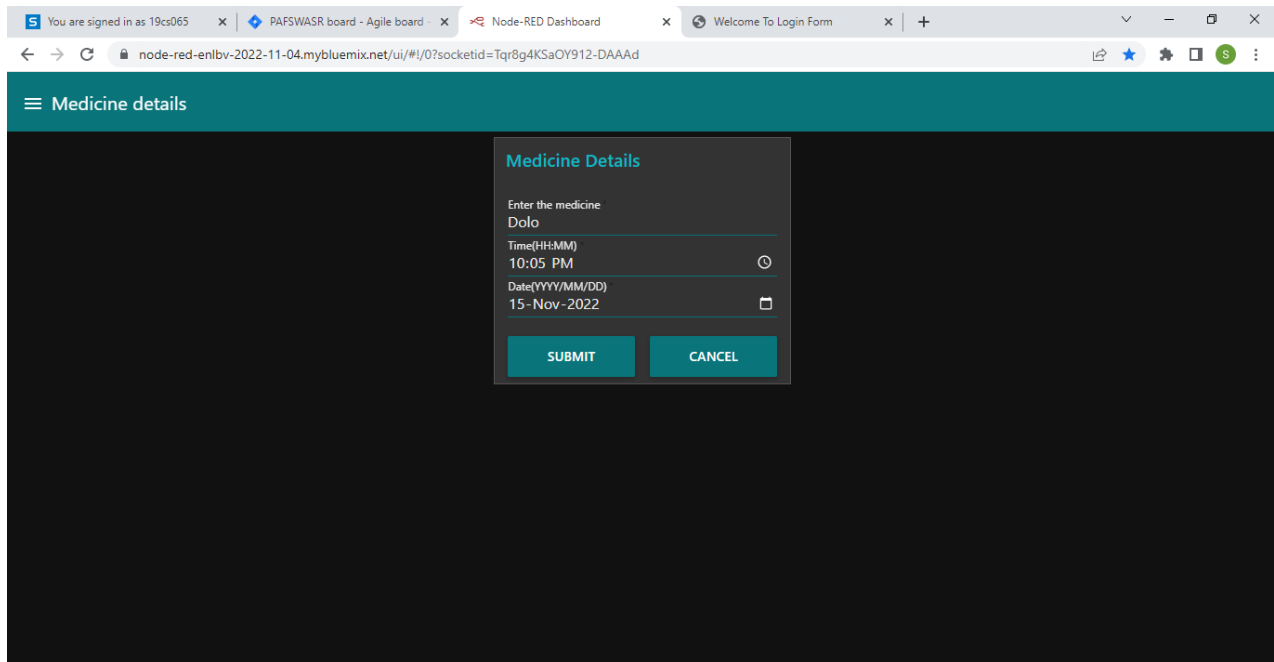 You are signed in as 19cs065
PAFSWASR board - Agile board -
Node-RED Dashboard
Welcome To Login Form
node-red-enlbv-2022-11-04.mybluemix.net/ui/#!/0?socketid=Tqr8g4KSaOY912-DAAAd
S
Medicine details
Medicine Details
Enter the medicine *
Dolo
Time(HH:MM) *
10:05 PM
Date(YYYY/MM/DD) *
15-Nov-2022
SUBMIT CANCEL